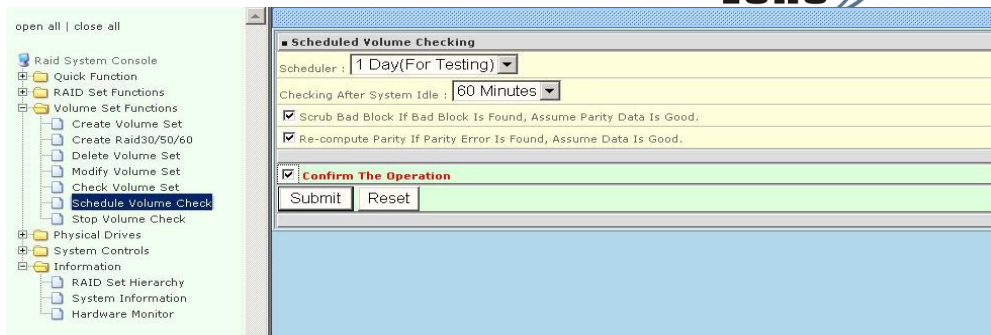 open all | close all
Raid System Console
Quick Function
RAID Set Functions
Volume Set Functions
Create Volume Set
Create Raid30/50/60
Delete Volume Set
Modify Volume Set
Check Volume Set
Schedule Volume Check
Stop Volume Check
Physical Drives
System Controls
Information
RAID Set Hierarchy
System Information
Hardware Monitor
Scheduled Volume Checking
Scheduler : 1 Day(For Testing)
Checking After System Idle : 60 Minutes
Scrub Bad Block If Bad Block Is Found, Assume Parity Data Is Good.
Re-compute Parity If Parity Error Is Found, Assume Data Is Good.
Confirm The Operation
Submit Reset